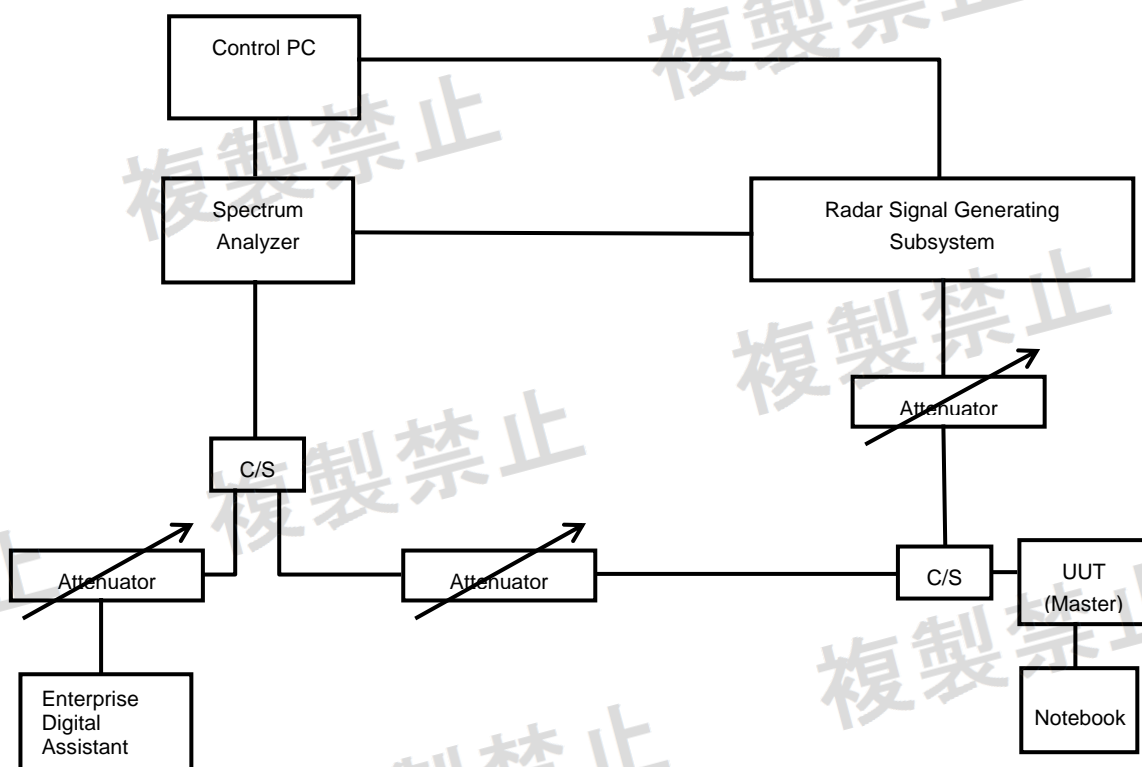 複製禁止
Control PC
複製禁止
Spectrum
Analyzer
Radar Signal Generating
Subsystem
複製禁止
Attenuator
複製禁止
C/S
止
Attenuator
Attenuator
C/S
UUT
(Master)
複製禁止
Enterprise
Digital
Assistant
Notebook
複製禁止